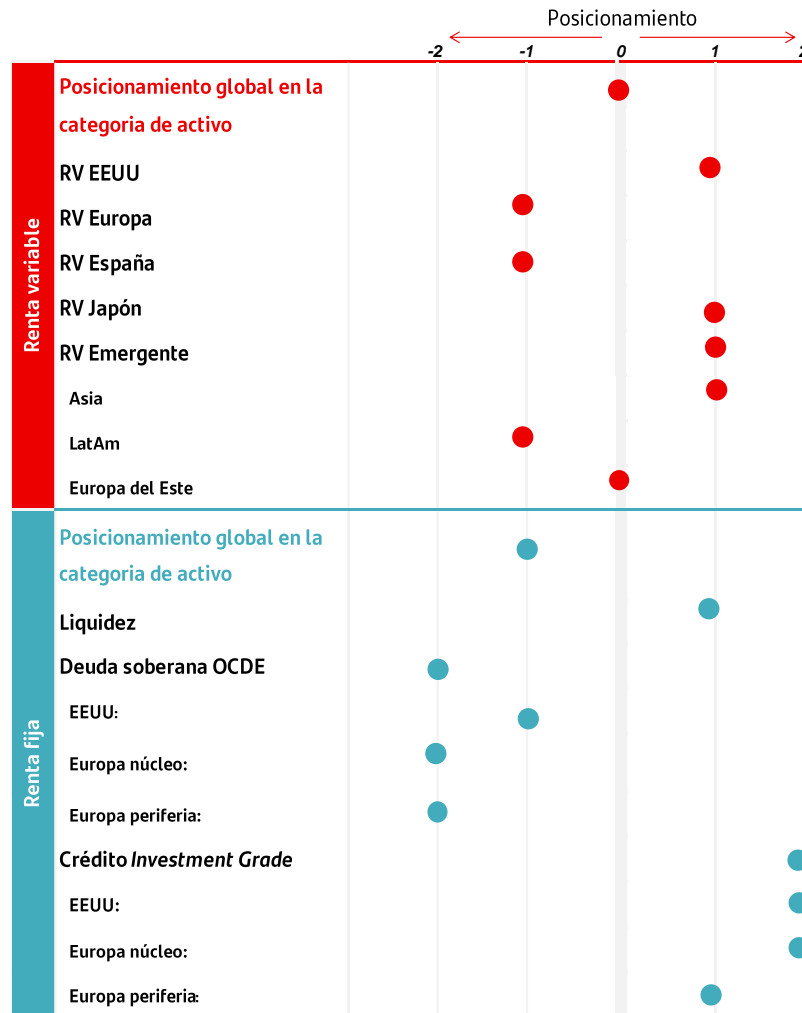 Posicionamiento
-2 -1 0 1 2
Posicionamiento global en la
categoria de activo
RV EEUU
RV Europa
RV España
RV Japón
RV Emergente
Asia
LatAm
Europa del Este
Renta variable
Posicionamiento global en la
categoria de activo
Liquidez
Deuda soberana OCDE
EEUU:
Europa núcleo:
Europa periferia:
Crédito Investment Grade
EEUU:
Europa núcleo:
Europa periferia:
Renta fija